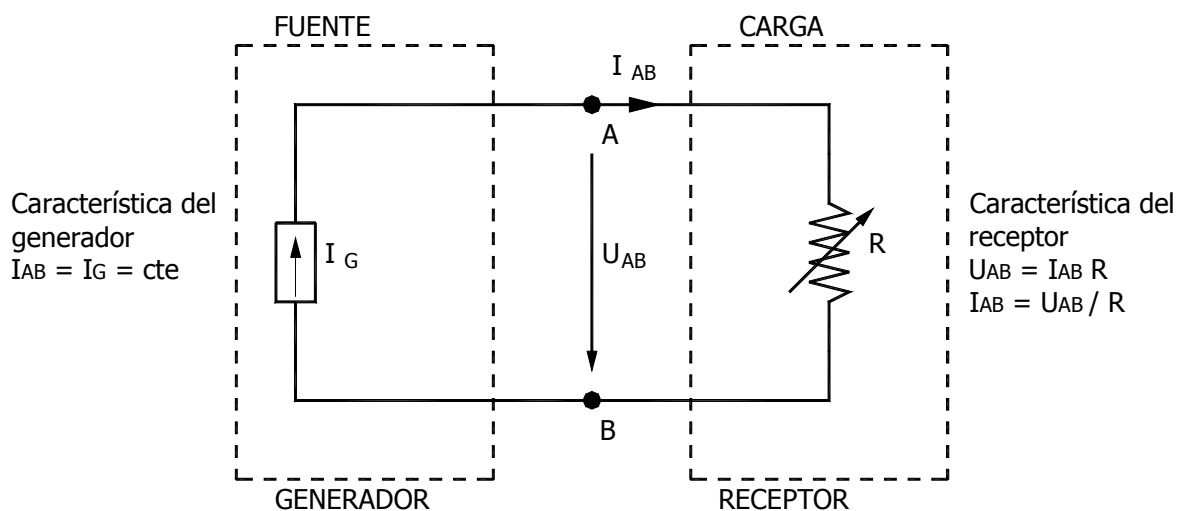 FUENTE
CARGA
I AB
A
Característica del
generador
IAB = IG = cte
I G
UAB
R
Característica del
receptor
UAB = IAB R
IAB = UAB / R
B
GENERADOR
RECEPTOR